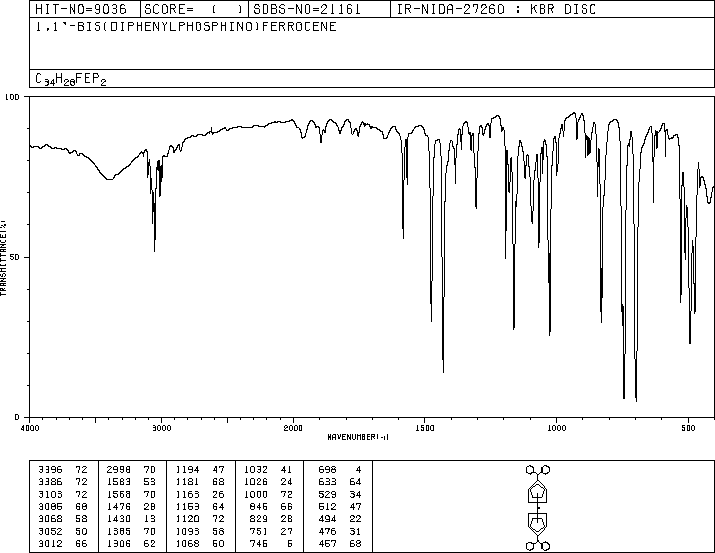 HIT-NO=9036 SCORE= ( ) SDBS-NO=21161 IR-NIDA-27260 : KBR DISC
1,1'-BIS(DIPHENYLPHOSPHINO)FERROCENE
C34H28FEP2
100
50
0
TRANSMITTANCE(%)
4000 3000 2000 1500 1000 500
WAVENUMBER(-1)
3396 72 2998 70 1194 47 1032 41 698 4
3386 72 1583 53 1181 68 1026 24 633 64
3103 72 1568 70 1163 26 1000 72 529 34
3085 68 1476 28 1159 64 845 66 512 47
3068 58 1430 13 1120 72 829 28 494 22
3052 50 1385 70 1093 58 751 27 476 31
3012 66 1306 62 1068 50 745 5 457 68